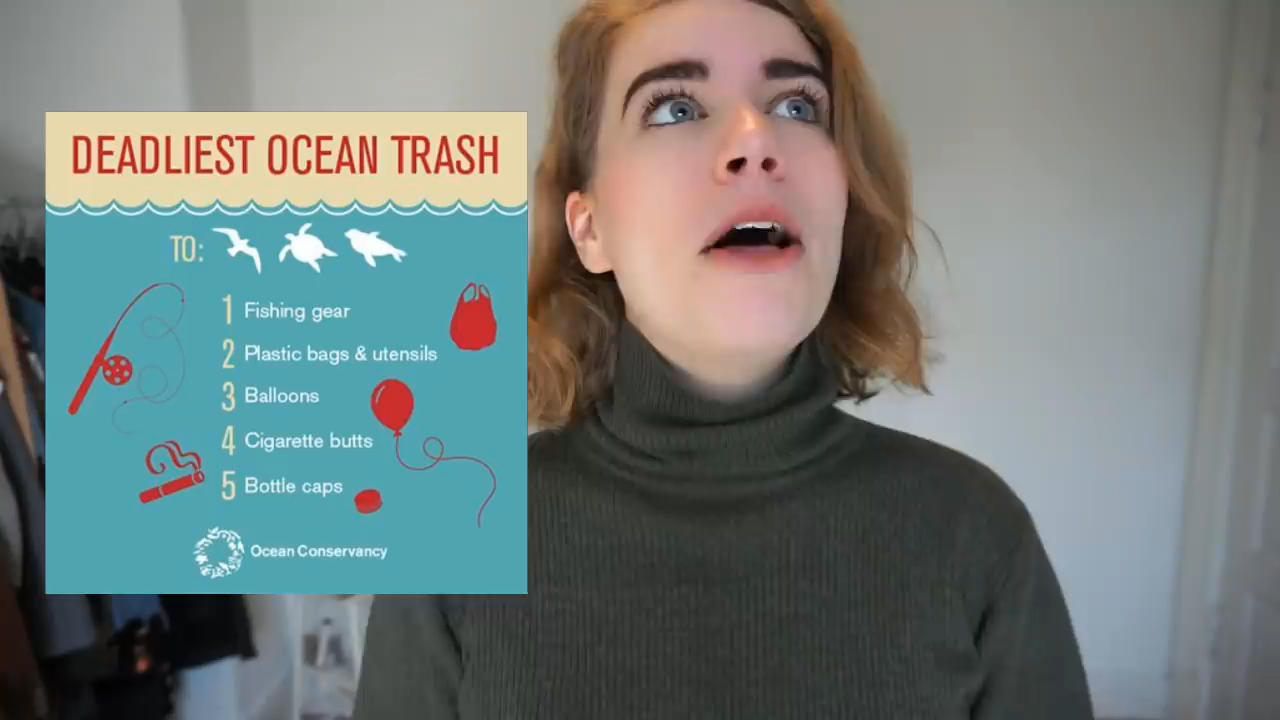 DEADLIEST OCEAN TRASH
TO:
1 Fishing gear
2 Plastic bags & utensils
3 Balloons
4 Cigarette butts
5 Bottle caps
Ocean Conservancy